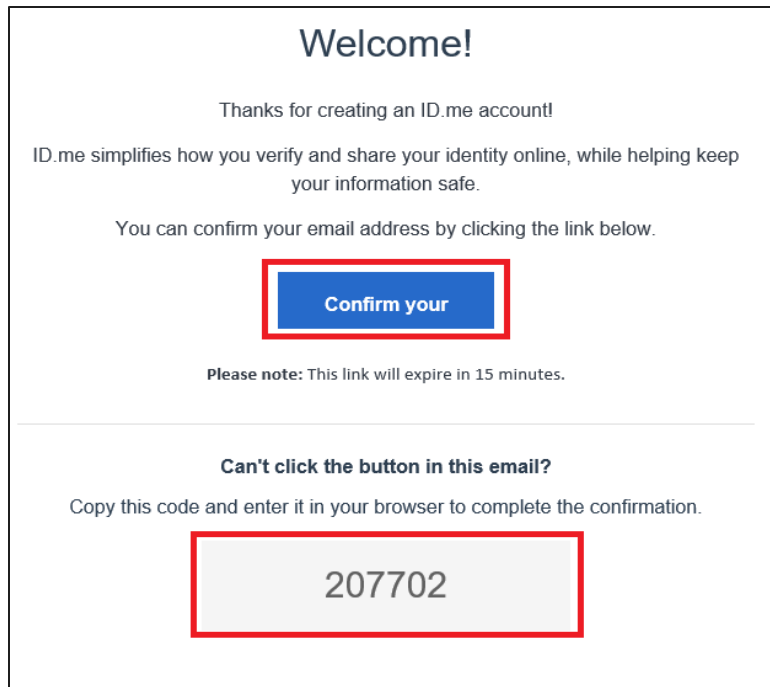 Welcome!
Thanks for creating an ID.me account!
ID.me simplifies how you verify and share your identity online, while helping keep
your information safe.
You can confirm your email address by clicking the link below.
Confirm your
Please note: This link will expire in 15 minutes.
Can't click the button in this email?
Copy this code and enter it in your browser to complete the confirmation.
207702